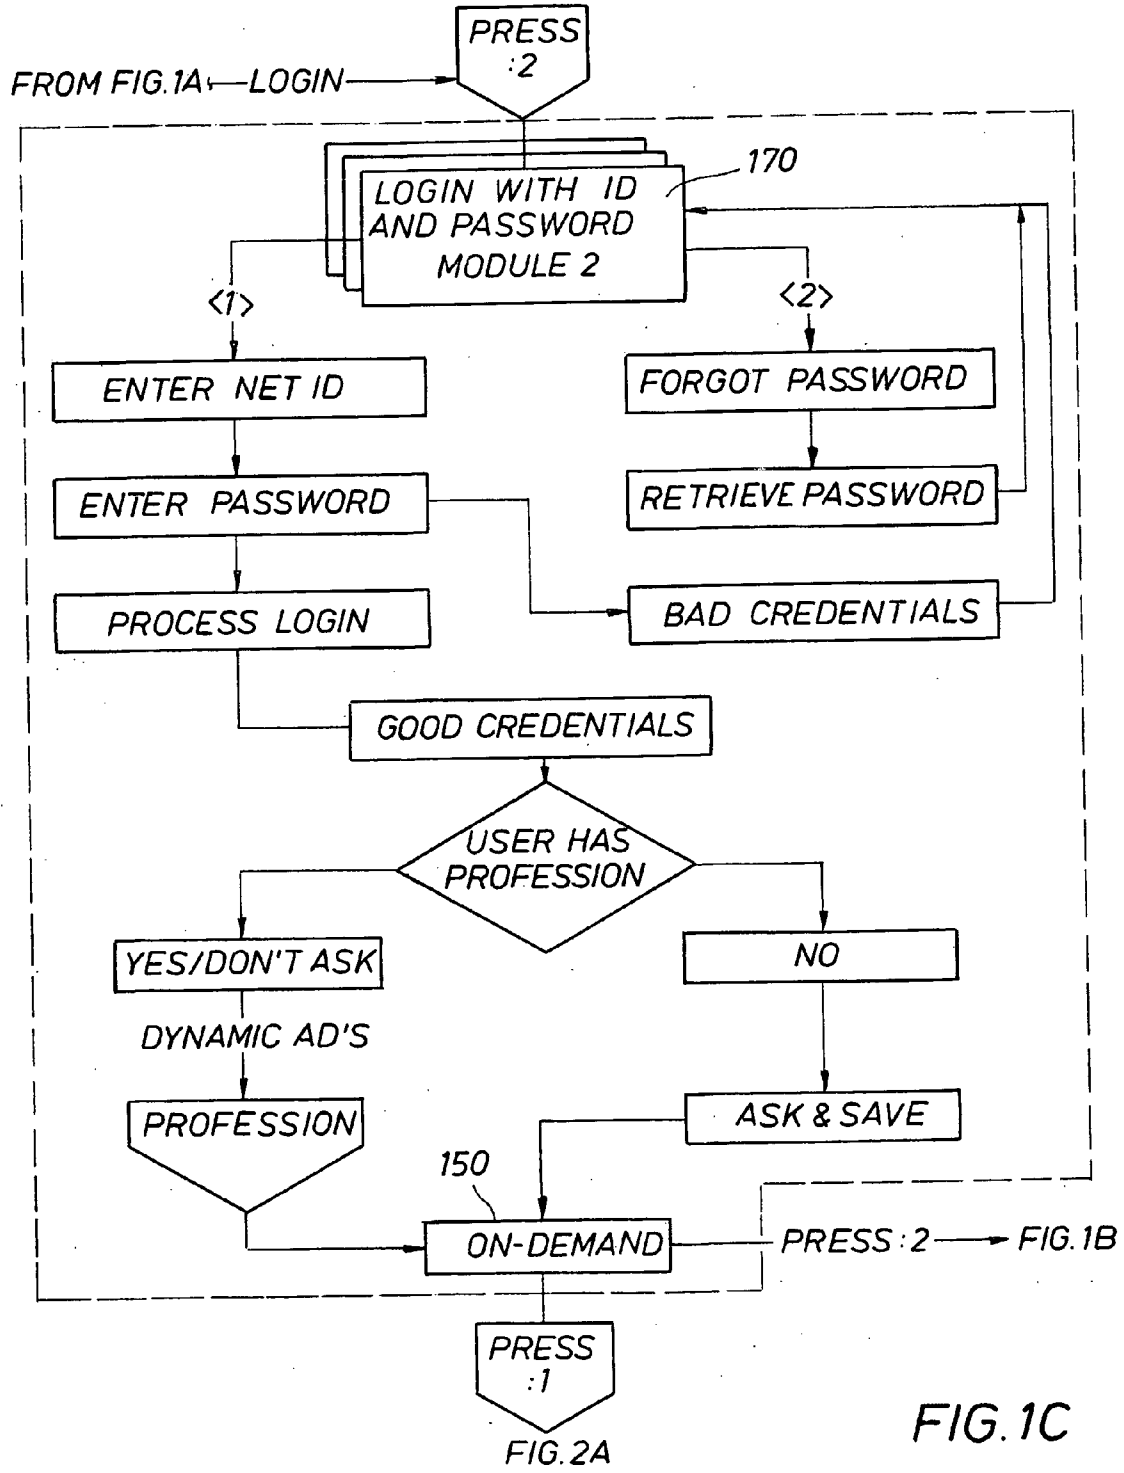 PRESS
:2
FROM FIG.1A LOGIN
170
LOGIN WITH ID
AND PASSWORD
MODULE 2
<1>
<2>
ENTER NET ID
FORGOT PASSWORD
ENTER PASSWORD
RETRIEVE PASSWORD
PROCESS LOGIN
BAD CREDENTIALS
GOOD CREDENTIALS
USER HAS
PROFESSION
YES/DON'T ASK
NO
DYNAMIC AD'S
PROFESSION
ASK & SAVE
150
ON-DEMAND
PRESS:2
FIG.1B
PRESS
:1
FIG.2A
FIG.1C